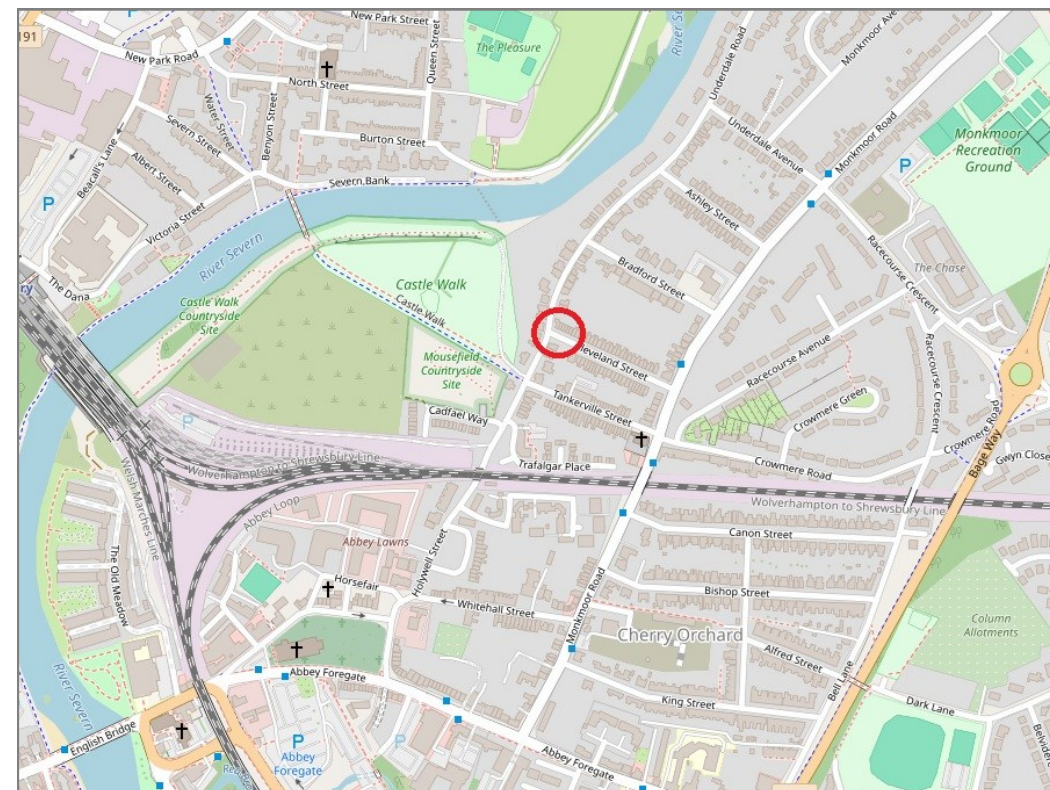 New Park Street
191
New Park Road
The Pleasure
Queen Street
River Se
Underdale Road
Monkmoor Ave
North Street
Water Street
Benyon Street
Severn Street
Burton Street
Underdale Avenue
Monkmoor Road
Monkmoor
Recreation
Ground
P
Beacall's Lane
Albert Street
Severn Bank
P
Victoria Street
Ashley Street
River Severn
Racecourse Crescent
The Chase
The Dana
ry
Bradford Street
Castle Walk
Castle Walk
Castle Walk
Countryside
Site
Cleveland Street
Mousefield
Countryside
Site
Racecourse Avenue
Racecourse Crescent
Tankerville Street
Cadfael Way
Crowmere Green
Crowmere Road
P
Trafalgar Place
Crowmere Road
Bage Way
Gwyn Close
Wolverhampton to Shrewsbury Line
Wolverhampton to Shrewsbury Line
Welsh Marches Line
Abbey Loop
Abbey Lawns
Holywell Street
Canon Street
The Old Meadow
Horsefair
Bishop Street
Whitehall Street
Monkmoor Road
Cherry Orchard
Column
Allotments
Alfred Street
Abbey Foregate
Bell Lane
River Severn
King Street
Dark Lane
English Bridge
P
Abbey
Foregate
P
Abbey Foregate